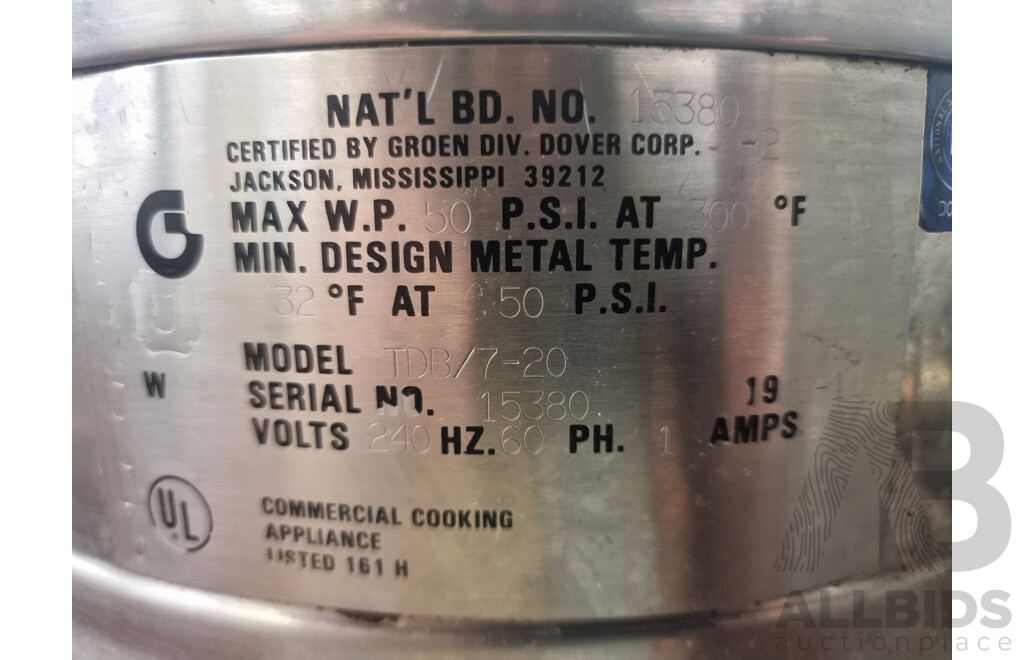 NAT'L BD. NO. 15380
CERTIFIED BY GROEN DIV. DOVER CORP. -2
JACKSON, MISSISSIPPI 39212
MAX W.P. 50 P.S.I. AT 300 °F
MIN. DESIGN METAL TEMP.
32 °F AT 50 P.S.I.
U
W
MODEL TDB/7-20
SERIAL NO. 15380 19
VOLTS 240 HZ. 60 PH. 1 AMPS
UL
COMMERCIAL COOKING
APPLIANCE
LISTED 161 H
AB
ALLBIDS
auctionplace